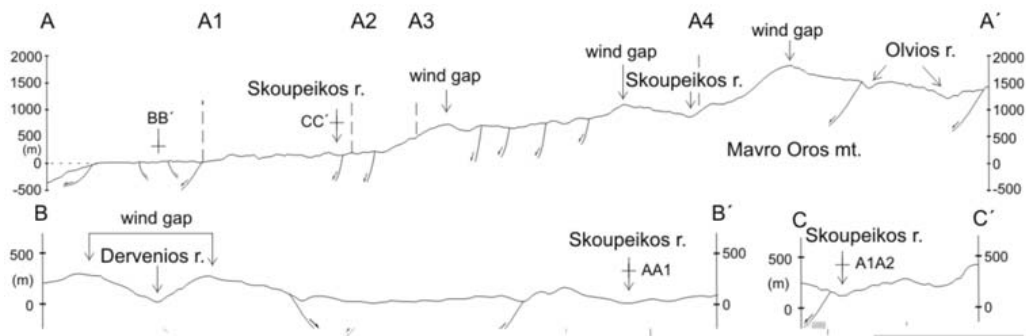 A A1 A2 A3 A4 A´
wind gap
wind gap Olvios r.
2000 Skoupeikos r. wind gap Skoupeikos r. 2000
1500 1500
1000 BB´ CC´ 1000
500 500
(m) (m)
0 Mavro Oros mt. 0
-500 -500
B wind gap B´ C C´
Dervenios r. Skoupeikos r. Skoupeikos r.
500 500 500 500
(m) AA1 (m) A1A2
0 0 0 0